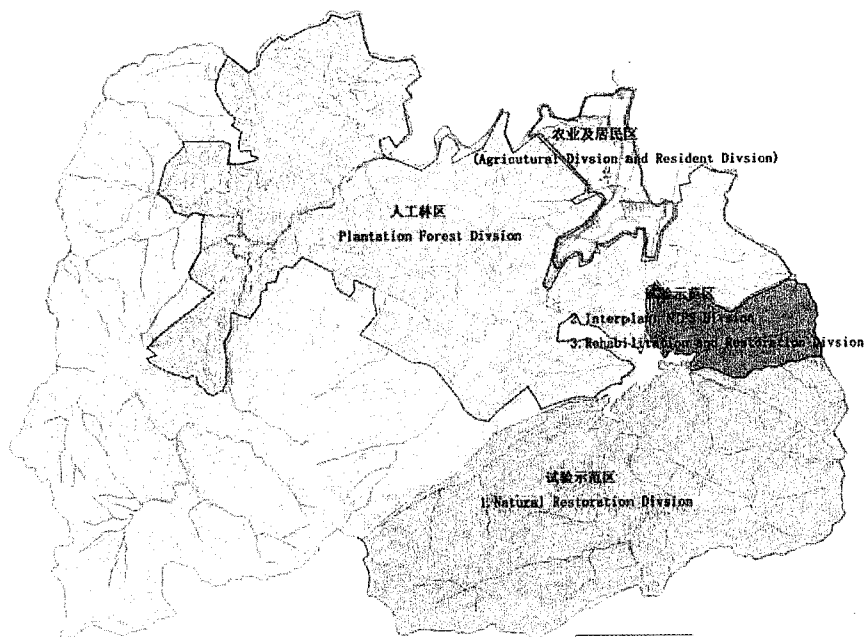 农业及居民区
(Agricutural Divsion and Resident Divsion)
人工林区
Plantation Forest Divsion
试验示范区
2. Interplant NTPS Division
3. Rehabilitation and Restoration Divsion
试验示范区
1. Natural Restoration Divsion